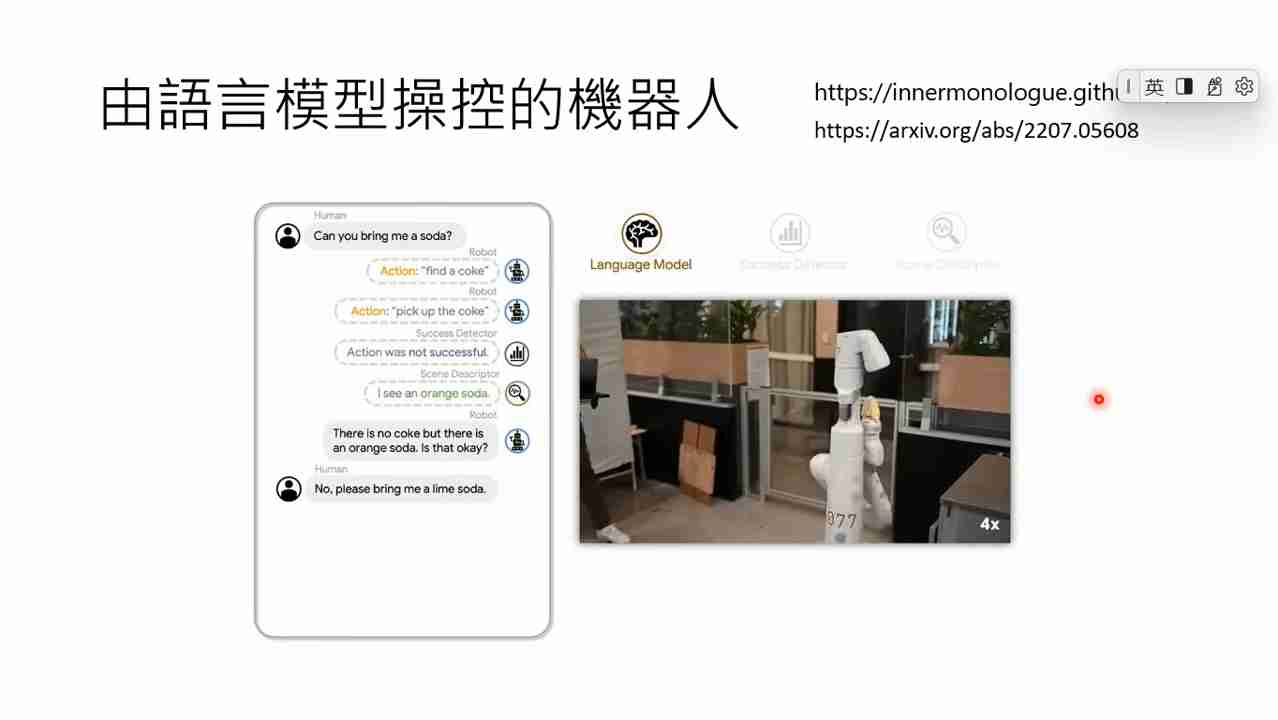 由語言模型操控的機器人
https://innermonologue.githu
英
https://arxiv.org/abs/2207.05608
Human
Can you bring me a soda?
Robot
Action: "find a coke"
Robot
Action: "pick up the coke"
Success Detector
Action was not successful.
Scene Descriptor
I see an orange soda.
Robot
There is no coke but there is
an orange soda. Is that okay?
Human
No, please bring me a lime soda.
Language Model
Success Detector
Scene Descriptor
077
4x